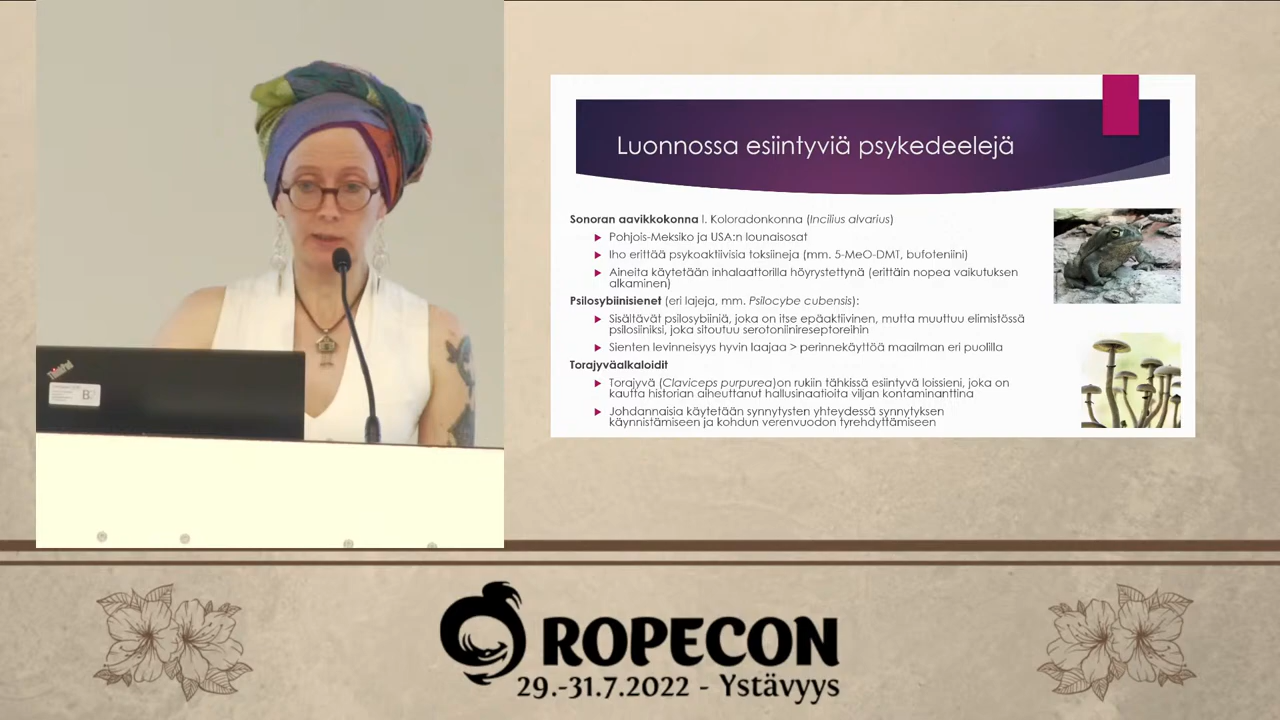 Luonnossa esiintyviä psykedeelejä
Sonoran aavikkokonna l. Koloradonkonna (Incilius alvarius)
Pohjois-Meksiko ja USA:n lounaisosat
Iho erittää psykoaktiivisia toksiineja (mm. 5-MeO-DMT, bufoteniini)
Aineita käytetään inhalaattorilla höyrystettynä (erittäin nopea vaikutuksen
alkaminen)
Psilosybiinisienet (eri lajeja, mm. Psilocybe cubensis):
Sisältävät psilosybiiniä, joka on itse epäaktiivinen, mutta muuttuu elimistössä
psilosiiniksi, joka sitoutuu serotoniinireseptoreihin
Sienten levinneisyys hyvin laajaa > perinnekäyttöä maailman eri puolilla
Torajyväalkaloidit
Torajyvä (Claviceps purpurea)on rukiin tähkissä esiintyvä loissieni, joka on
kautta historian aiheuttanut hallusinaatioita viljan kontaminanttina
Johdannaisia käytetään synnytysten yhteydessä synnytyksen
käynnistämiseen ja kohdun verenvuodon tyrehdyttämiseen
ThinkPad
B
ROPECON
29.-31.7.2022 - Ystävyys